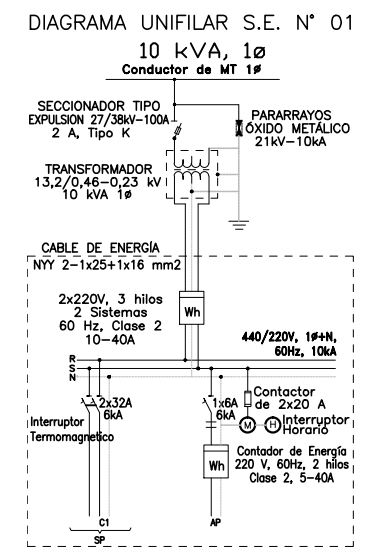 DIAGRAMA UNIFILAR S.E. N° 01
10 kVA, 1ø
Conductor de MT 1ø
SECCIONADOR TIPO
EXPULSION 27/38kV-100A
2 A, Tipo K
PARARRAYOS
ÓXIDO METÁLICO
21kV-10kA
TRANSFORMADOR
13,2/0,46-0,23 kV
10 kVA 1ø
CABLE DE ENERGÍA
NYY 2-1x25+1x16 mm2
2x220V, 3 hilos
2 Sistemas
60 Hz, Clase 2
10-40A
Wh
440/220V, 1ø+N,
60Hz, 10kA
R
S
N
2x32A
6kA
Interruptor
Termomagnetico
1x6A
6kA
Contactor
de 2x20 A
M
H
Interruptor
Horario
Wh
Contador de Energía
220 V, 60Hz, 2 hilos
Clase 2, 5-40A
C1
SP
AP